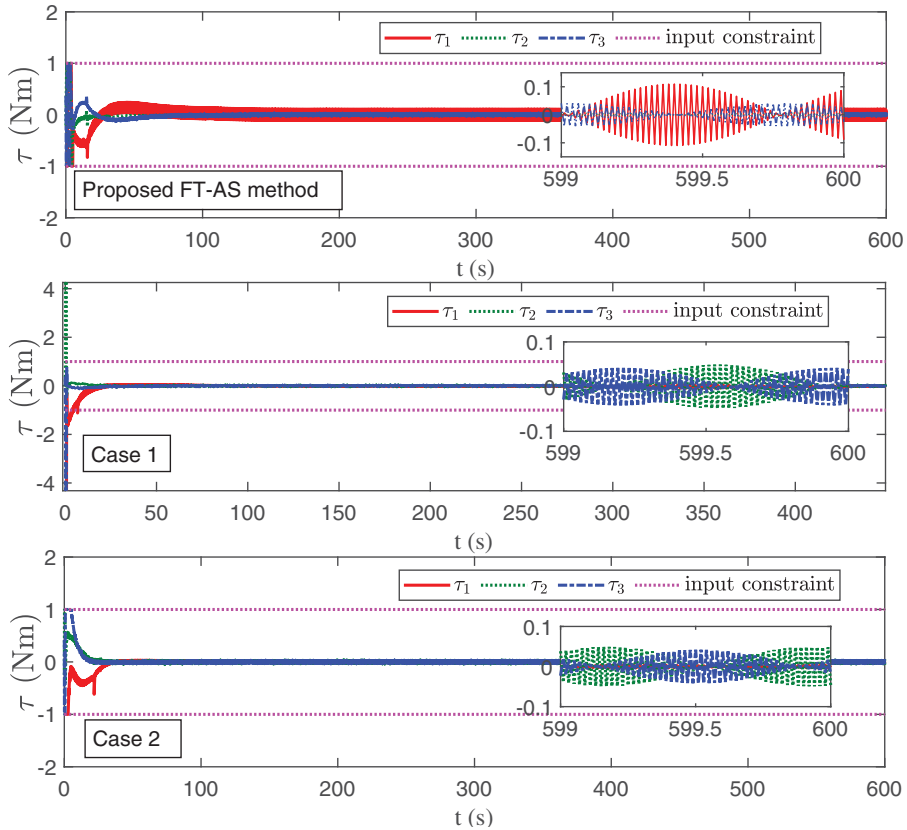 2
τ1 τ2 τ3 input constraint
1
0
-1
-2
τ (Nm)
0.1
0
-0.1
599 599.5 600
Proposed FT-AS method
0 100 200 300 400 500 600
t (s)
4
2
0
-2
-4
τ (Nm)
τ1 τ2 τ3 input constraint
0.1
0
-0.1
599 599.5 600
Case 1
0 50 100 150 200 250 300 350 400
t (s)
2
1
0
-1
-2
τ (Nm)
τ1 τ2 τ3 input constraint
0.1
0
-0.1
599 599.5 600
Case 2
0 100 200 300 400 500 600
t (s)